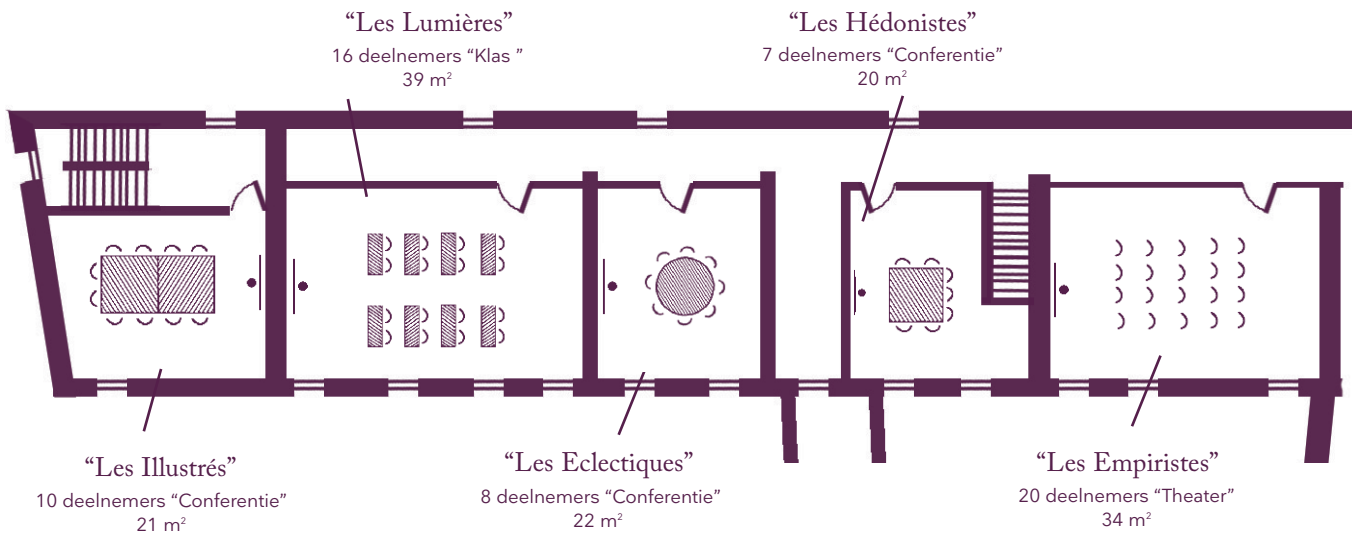 “Les Lumières”
16 deelnemers “Klas ”
39 m²
“Les Hédonistes”
7 deelnemers “Conferentie”
20 m²
“Les Illustrés”
10 deelnemers “Conferentie”
21 m²
“Les Eclectiques”
8 deelnemers “Conferentie”
22 m²
“Les Empiristes”
20 deelnemers “Theater”
34 m²